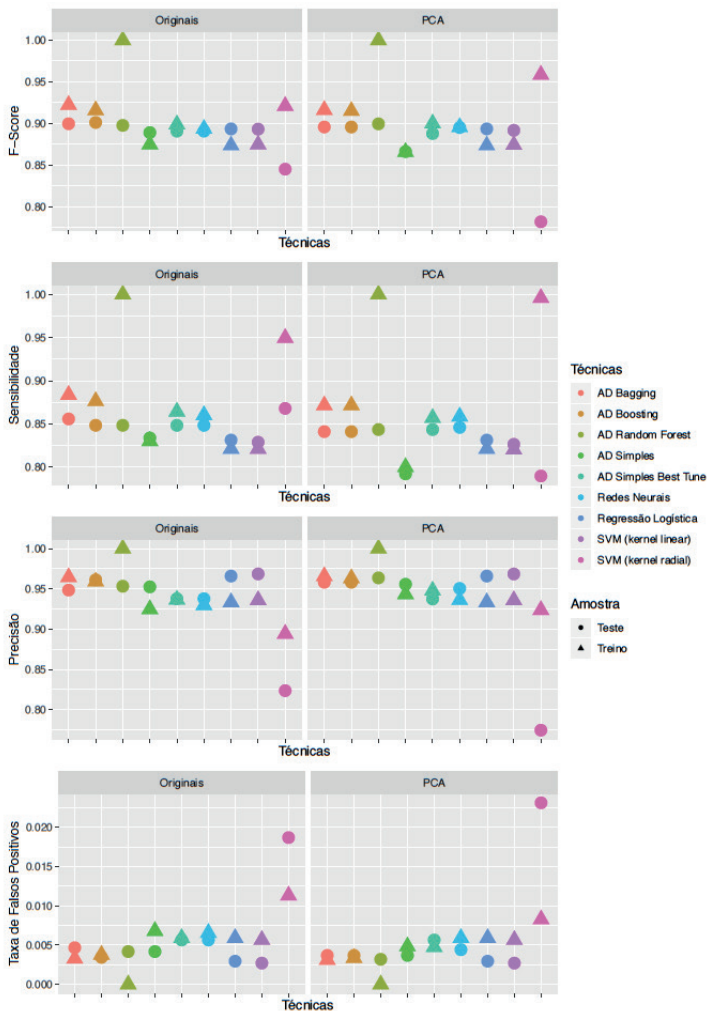 Originais PCA
F-Score
1.00
0.95
0.90
0.85
0.80
Técnicas
Originais PCA
Sensibilidade
1.00
0.95
0.90
0.85
0.80
Técnicas
Originais PCA
Precisão
1.00
0.95
0.90
0.85
0.80
Técnicas
Originais PCA
Taxa de Falsos Positivos
0.020
0.015
0.010
0.005
0.000
Técnicas
Técnicas
AD Bagging
AD Boosting
AD Random Forest
AD Simples
AD Simples Best Tune
Redes Neurais
Regressão Logística
SVM (kernel linear)
SVM (kernel radial)
Amostra
Teste
Treino